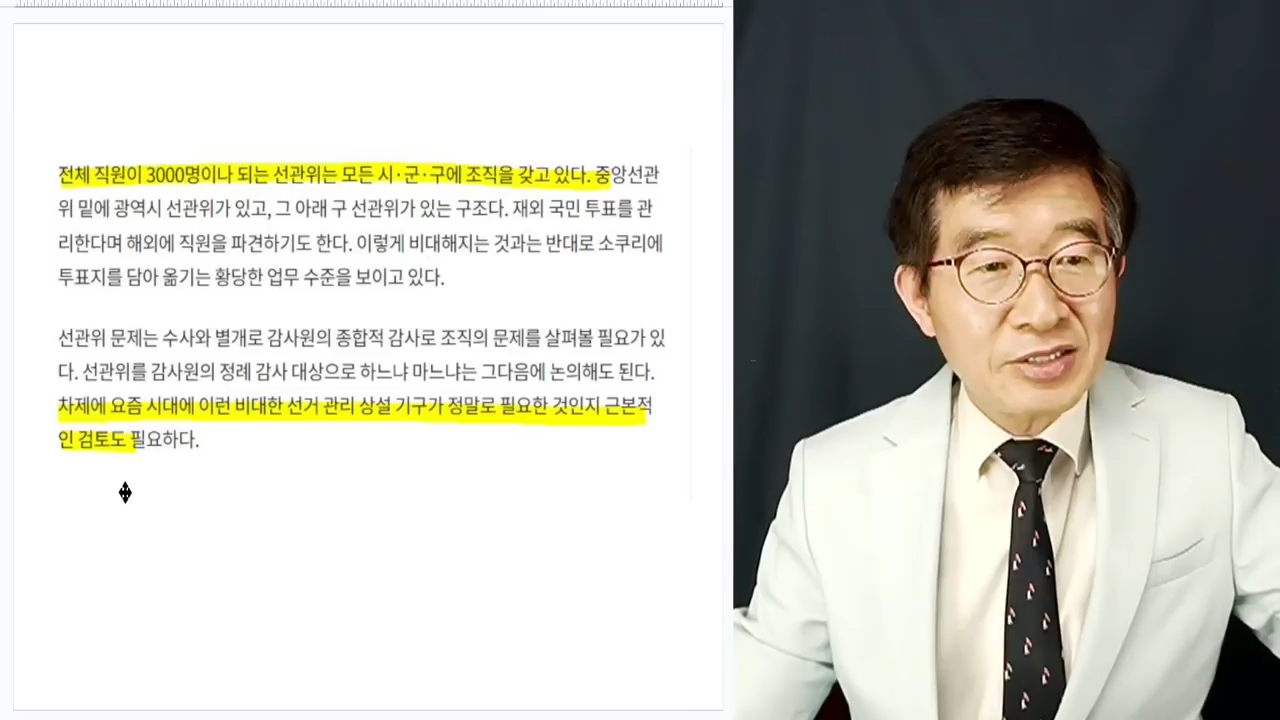 전체 직원이 3000명이나 되는 선관위는 모든 시·군·구에 조직을 갖고 있다. 중앙선관
위 밑에 광역시 선관위가 있고, 그 아래 구 선관위가 있는 구조다. 재외 국민 투표를 관
리한다며 해외에 직원을 파견하기도 한다. 이렇게 비대해지는 것과는 반대로 소쿠리에
투표지를 담아 옮기는 황당한 업무 수준을 보이고 있다.
선관위 문제는 수사와 별개로 감사원의 종합적 감사로 조직의 문제를 살펴볼 필요가 있
다. 선관위를 감사원의 정례 감사 대상으로 하느냐 마느냐는 그다음에 논의해도 된다.
차제에 요즘 시대에 이런 비대한 선거 관리 상설 기구가 정말로 필요한 것인지 근본적
인 검토도 필요하다.